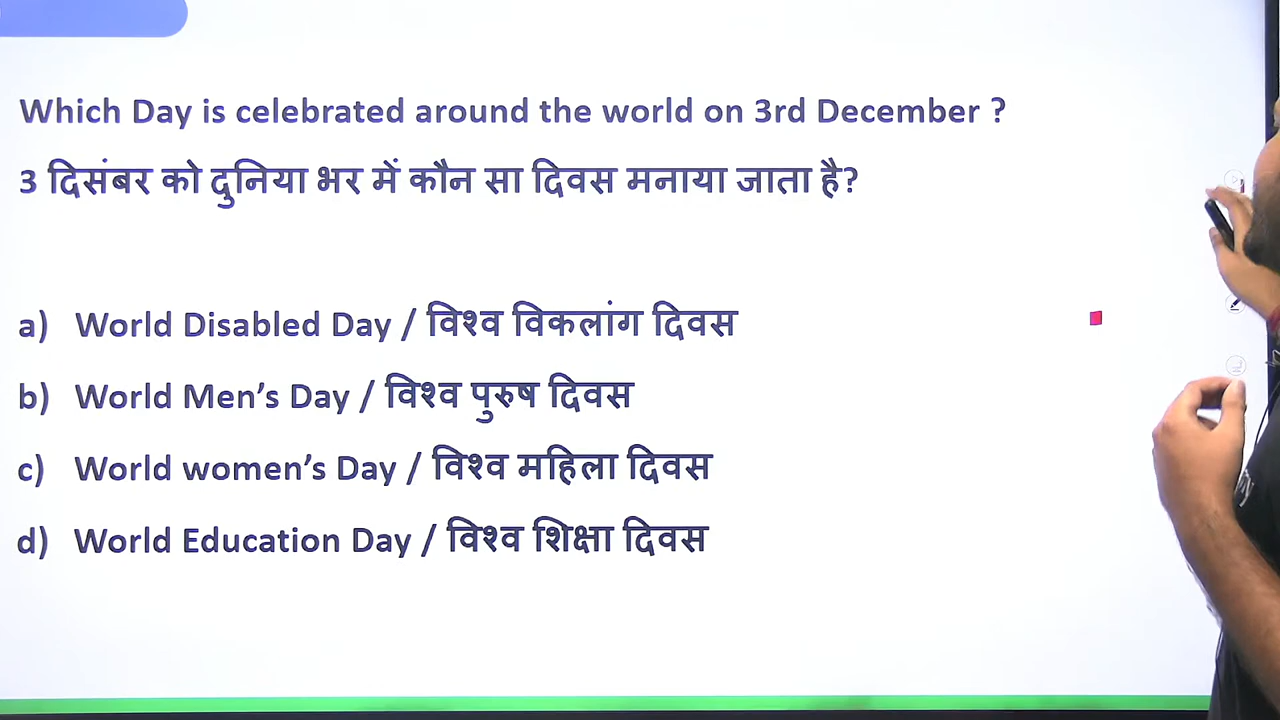 Which Day is celebrated around the world on 3rd December ?
3 दिसंबर को दुनिया भर में कौन सा दिवस मनाया जाता है?
a) World Disabled Day / विश्व विकलांग दिवस
b) World Men’s Day / विश्व पुरुष दिवस
c) World women’s Day / विश्व महिला दिवस
d) World Education Day / विश्व शिक्षा दिवस